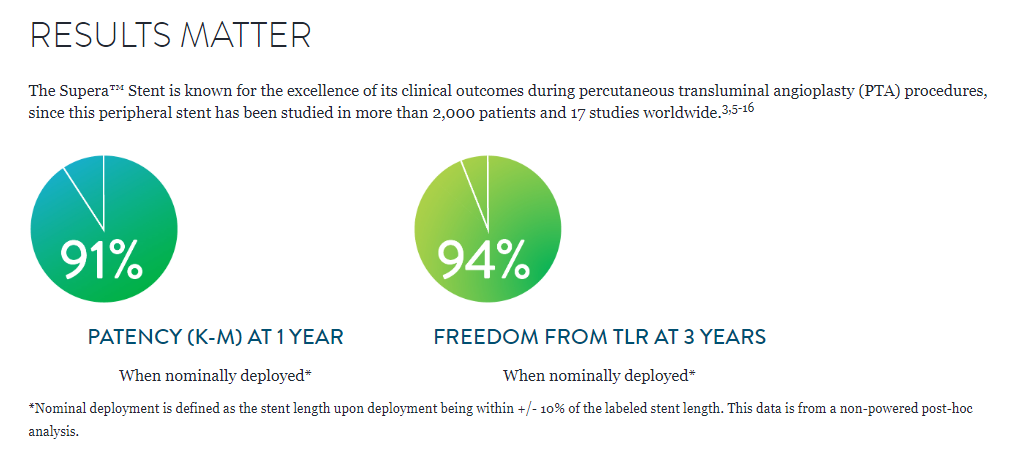 RESULTS MATTER
The Supera™ Stent is known for the excellence of its clinical outcomes during percutaneous transluminal angioplasty (PTA) procedures,
since this peripheral stent has been studied in more than 2,000 patients and 17 studies worldwide.3,5-16
91%
94%
PATENCY (K-M) AT 1 YEAR
FREEDOM FROM TLR AT 3 YEARS
When nominally deployed*
When nominally deployed*
*Nominal deployment is defined as the stent length upon deployment being within +/- 10% of the labeled stent length. This data is from a non-powered post-hoc
analysis.